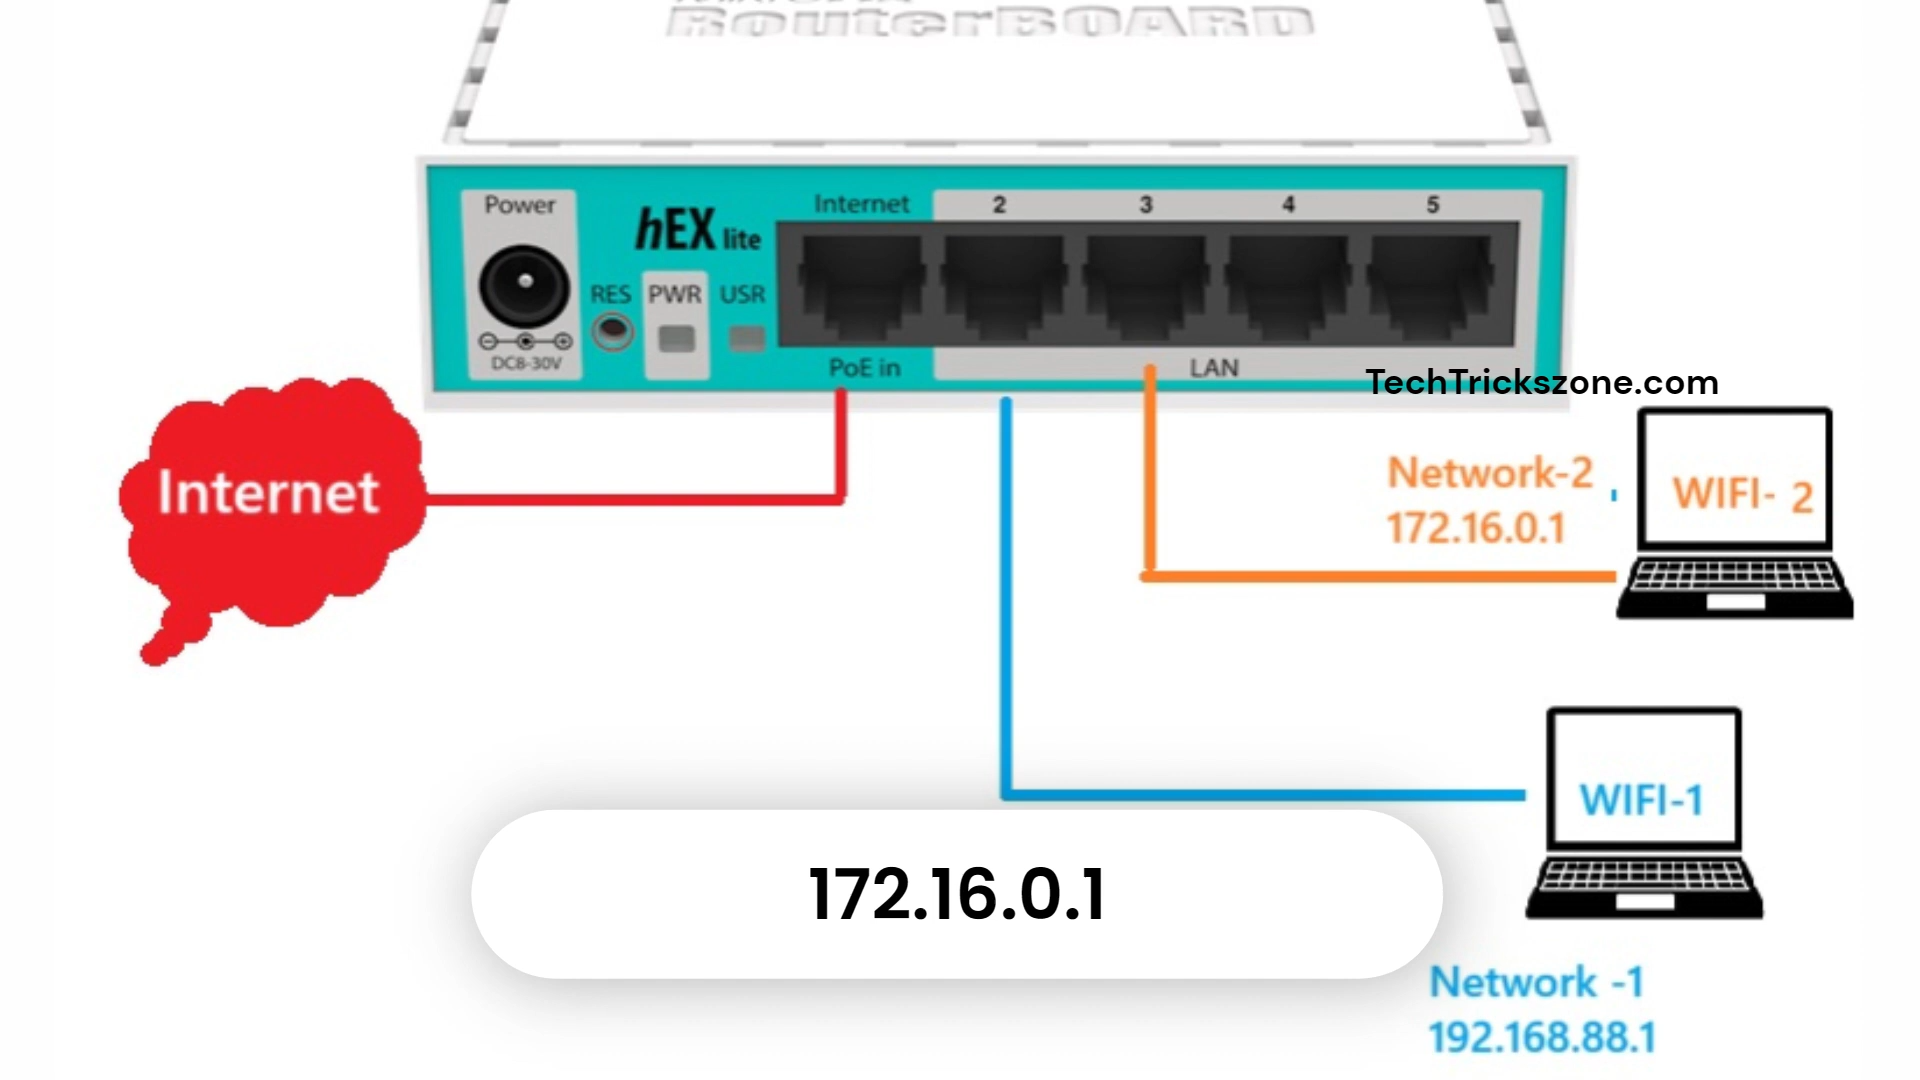 RouterBOARD
Power
hEX lite
Internet
2
3
4
5
RES
PWR
USR
DC8-30V
PoE in
LAN
TechTrickszone.com
Internet
Network-2
172.16.0.1
WIFI- 2
WIFI-1
172.16.0.1
Network -1
192.168.88.1